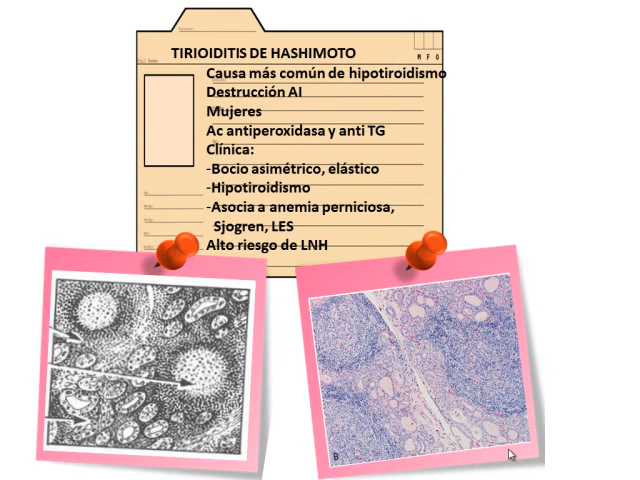 TIRIOIDITIS DE HASHIMOTO
M F O
Causa más común de hipotiroidismo
Destrucción AI
Mujeres
Ac antiperoxidasa y anti TG
Clínica:
-Bocio asimétrico, elástico
-Hipotiroidismo
-Asocia a anemia perniciosa,
Sjogren, LES
Alto riesgo de LNH
B